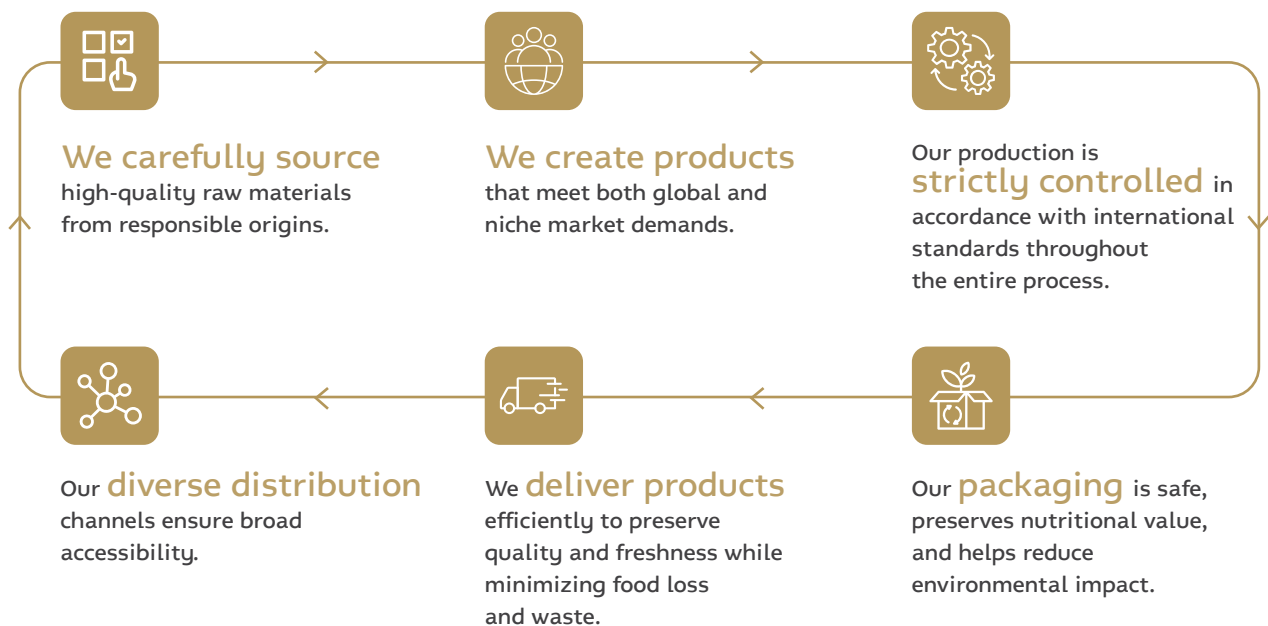 We carefully source
high-quality raw materials
from responsible origins.
We create products
that meet both global and
niche market demands.
Our production is
strictly controlled in
accordance with international
standards throughout
the entire process.
Our diverse distribution
channels ensure broad
accessibility.
We deliver products
efficiently to preserve
quality and freshness while
minimizing food loss
and waste.
Our packaging is safe,
preserves nutritional value,
and helps reduce
environmental impact.